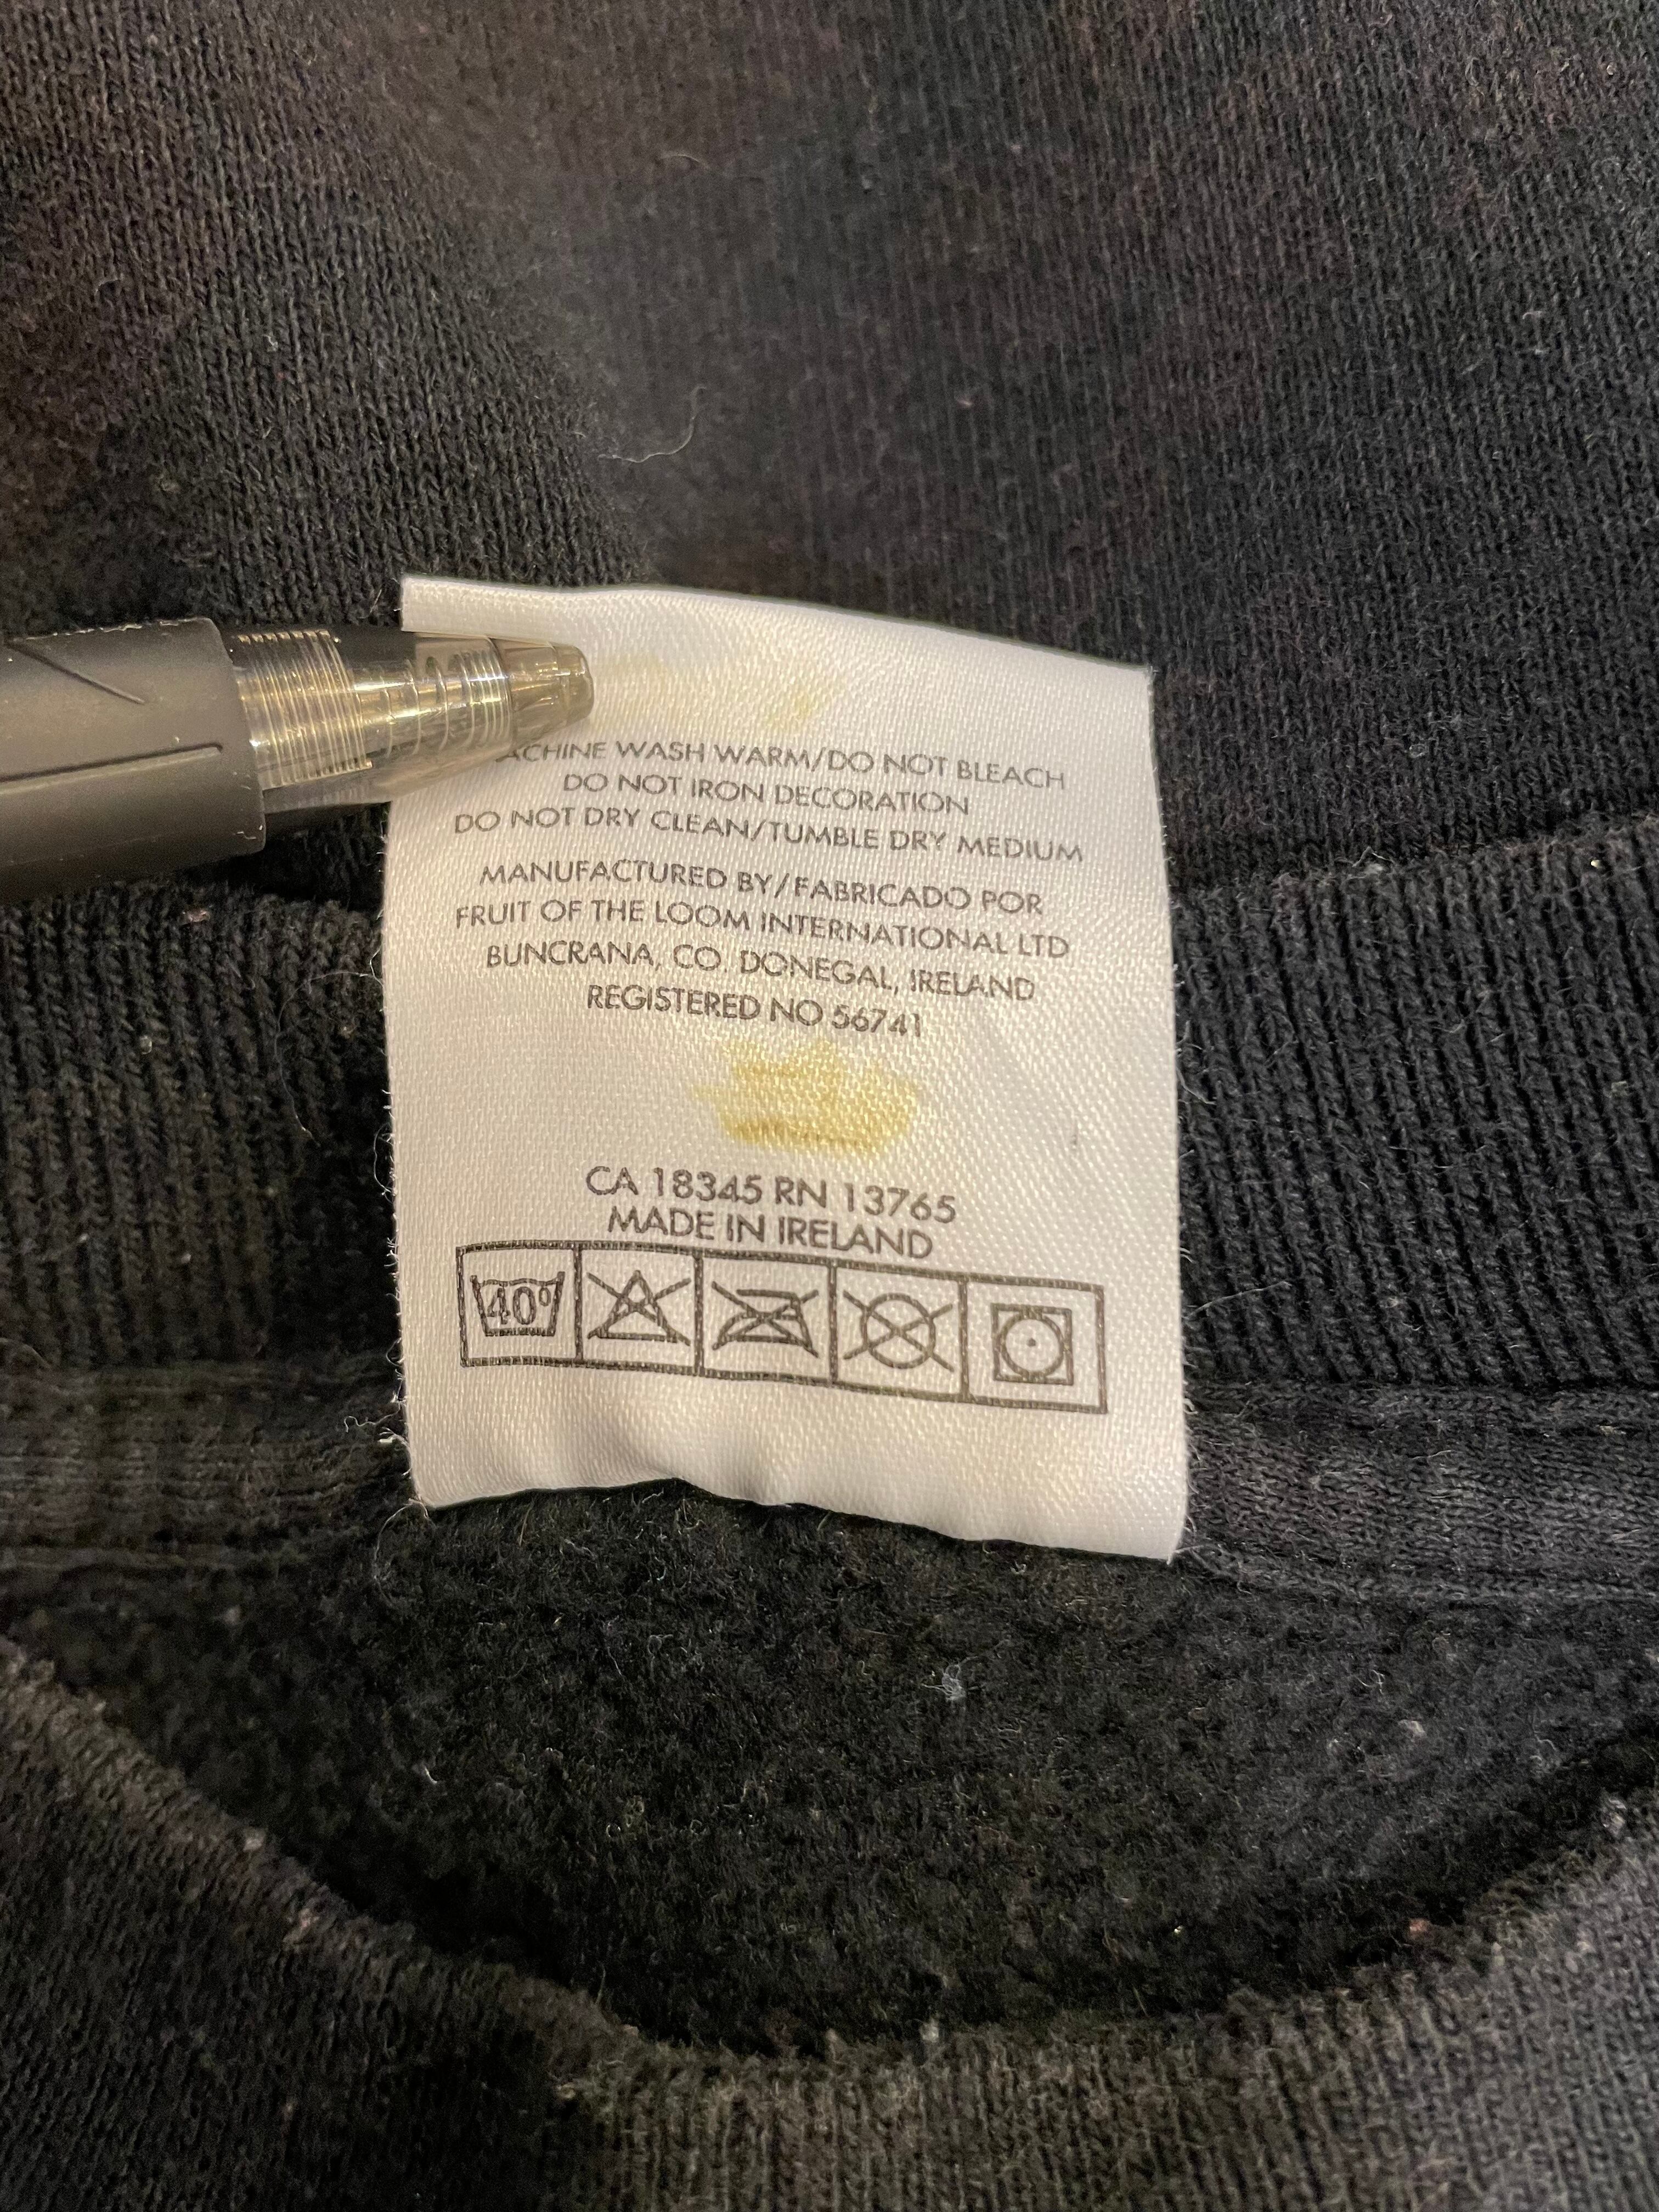 MACHINE WASH WARM/DO NOT BLEACH
DO NOT IRON DECORATION
DO NOT DRY CLEAN/TUMBLE DRY MEDIUM
MANUFACTURED BY/FABRICADO POR
FRUIT OF THE LOOM INTERNATIONAL LTD
BUNCRANA, CO. DONEGAL, IRELAND
REGISTERED NO 56741
CA 18345 RN 13765
MADE IN IRELAND
40°